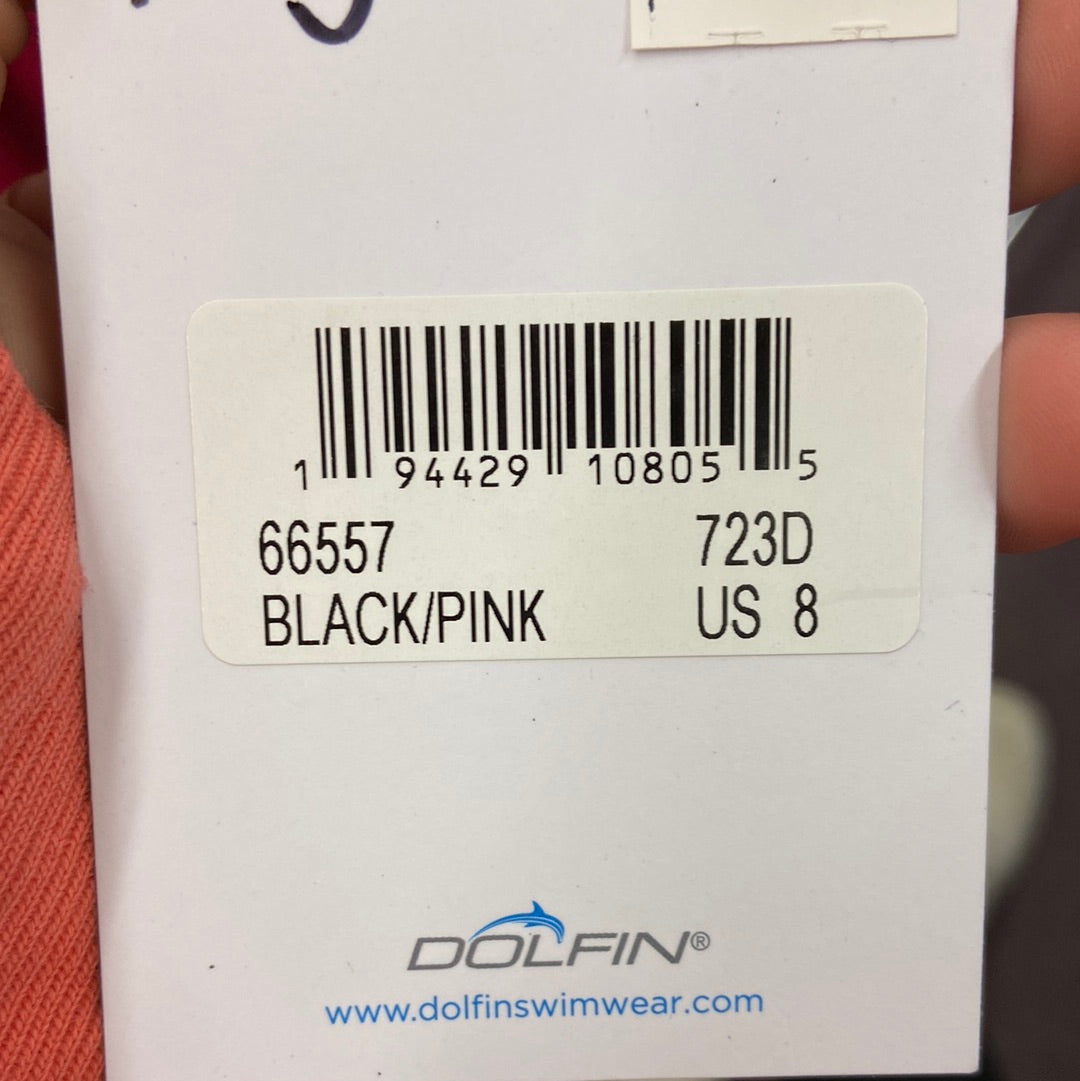 1 94429 10805 5
66557 723D
BLACK/PINK US 8
DOLFIN®
www.dolfinswimwear.com